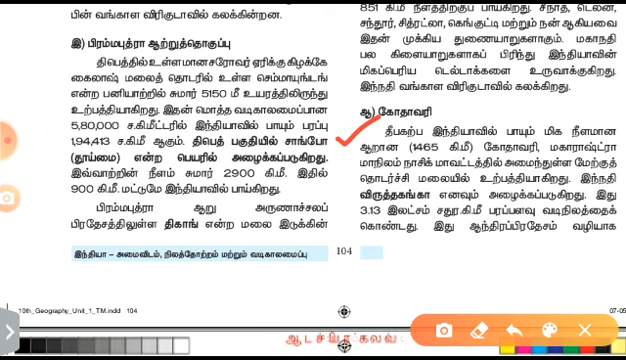 பின் வங்காள விரிகுடாவில் கலக்கின்றன.
இ) பிரம்மபுத்ரா ஆற்றுத்தொகுப்பு
திபெத்தில் உள்ள மானசரோவர் ஏரிக்கு கிழக்கே
கைலாஷ் மலைத் தொடரில் உள்ள செம்மாயுங்டங்
என்ற பனியாற்றில் சுமார் 5150 மீ உயரத்திலிருந்து
உற்பத்தியாகிறது. இதன் மொத்த வடிகாலமைப்பான
5,80,000 ச.கி.மீட்டரில் இந்தியாவில் பாயும் பரப்பு
1,94,413 ச.கி.மீ ஆகும். திபெத் பகுதியில் சாங்போ
(தூய்மை) என்ற பெயரில் அழைக்கப்படுகிறது.
இவ்வாற்றின் நீளம் சுமார் 2900 கி.மீ. இதில்
900 கி.மீ. மட்டுமே இந்தியாவில் பாய்கிறது.
பிரம்மபுத்ரா ஆறு அருணாச்சலப்
பிரதேசத்திலுள்ள திகாங் என்ற மலை இடுக்கின்
851 கி.மீ நீளத்திற்குப் பாய்கிறது. சீநாத், டெலன்,
சந்தூர், சித்ரட்லா, கெங்குட்டி மற்றும் நன் ஆகியவை
இதன் முக்கிய துணையாறுகளாகும். மகாநதி
பல கிளையாறுகளாகப் பிரிந்து இந்தியாவின்
மிகப்பெரிய டெல்டாக்களை உருவாக்குகிறது.
இந்நதி வங்காள விரிகுடாவில் கலக்கிறது.
ஆ) கோதாவரி
தீபகற்ப இந்தியாவில் பாயும் மிக நீளமான
ஆறான (1465 கி.மீ) கோதாவரி, மகாராஷ்ட்ரா
மாநிலம் நாசிக் மாவட்டத்தில் அமைந்துள்ள மேற்குத்
தொடர்ச்சி மலையில் உற்பத்தியாகிறது. இந்நதி
விருத்தகங்கா எனவும் அழைக்கப்படுகிறது. இது
3.13 இலட்சம் சதுர.கி.மீ பரப்பளவு வடிநிலத்தைக்
கொண்டது. இது ஆந்திரப்பிரதேசம் வழியாக
இந்தியா – அமைவிடம், நிலத்தோற்றம் மற்றும் வடிகாலமைப்பு 104
10th_Geography_Unit_1_TM.indd 104
07-05